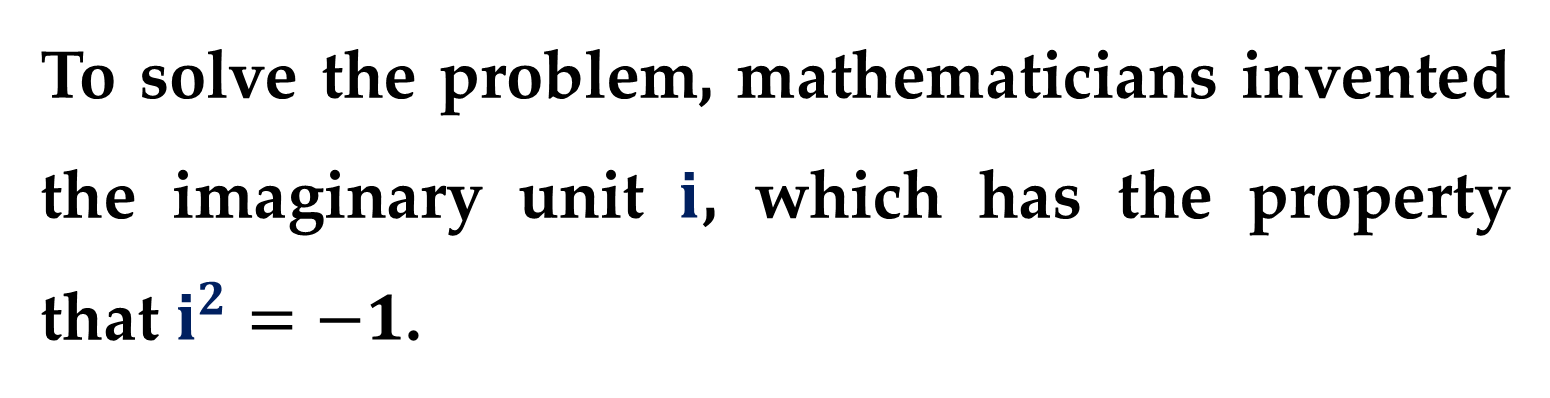 To solve the problem, mathematicians invented
the imaginary unit i, which has the property
that i² = −1.